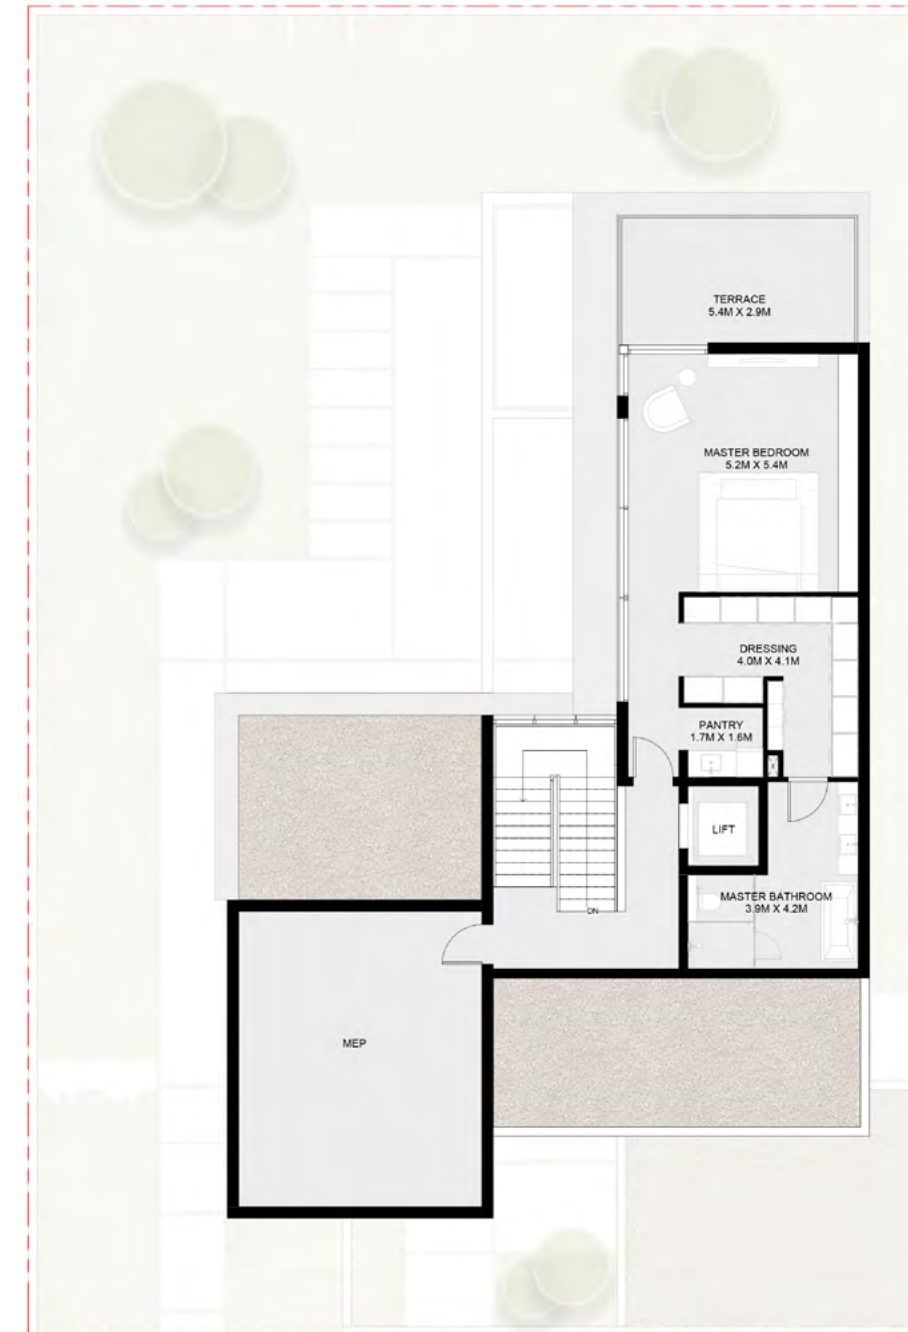 TERRACE
5.4M X 2.9M
MASTER BEDROOM
5.2M X 5.4M
DRESSING
4.0M X 4.1M
PANTRY
1.7M X 1.6M
LIFT
MASTER BATHROOM
3.9M X 4.2M
DN
MEP